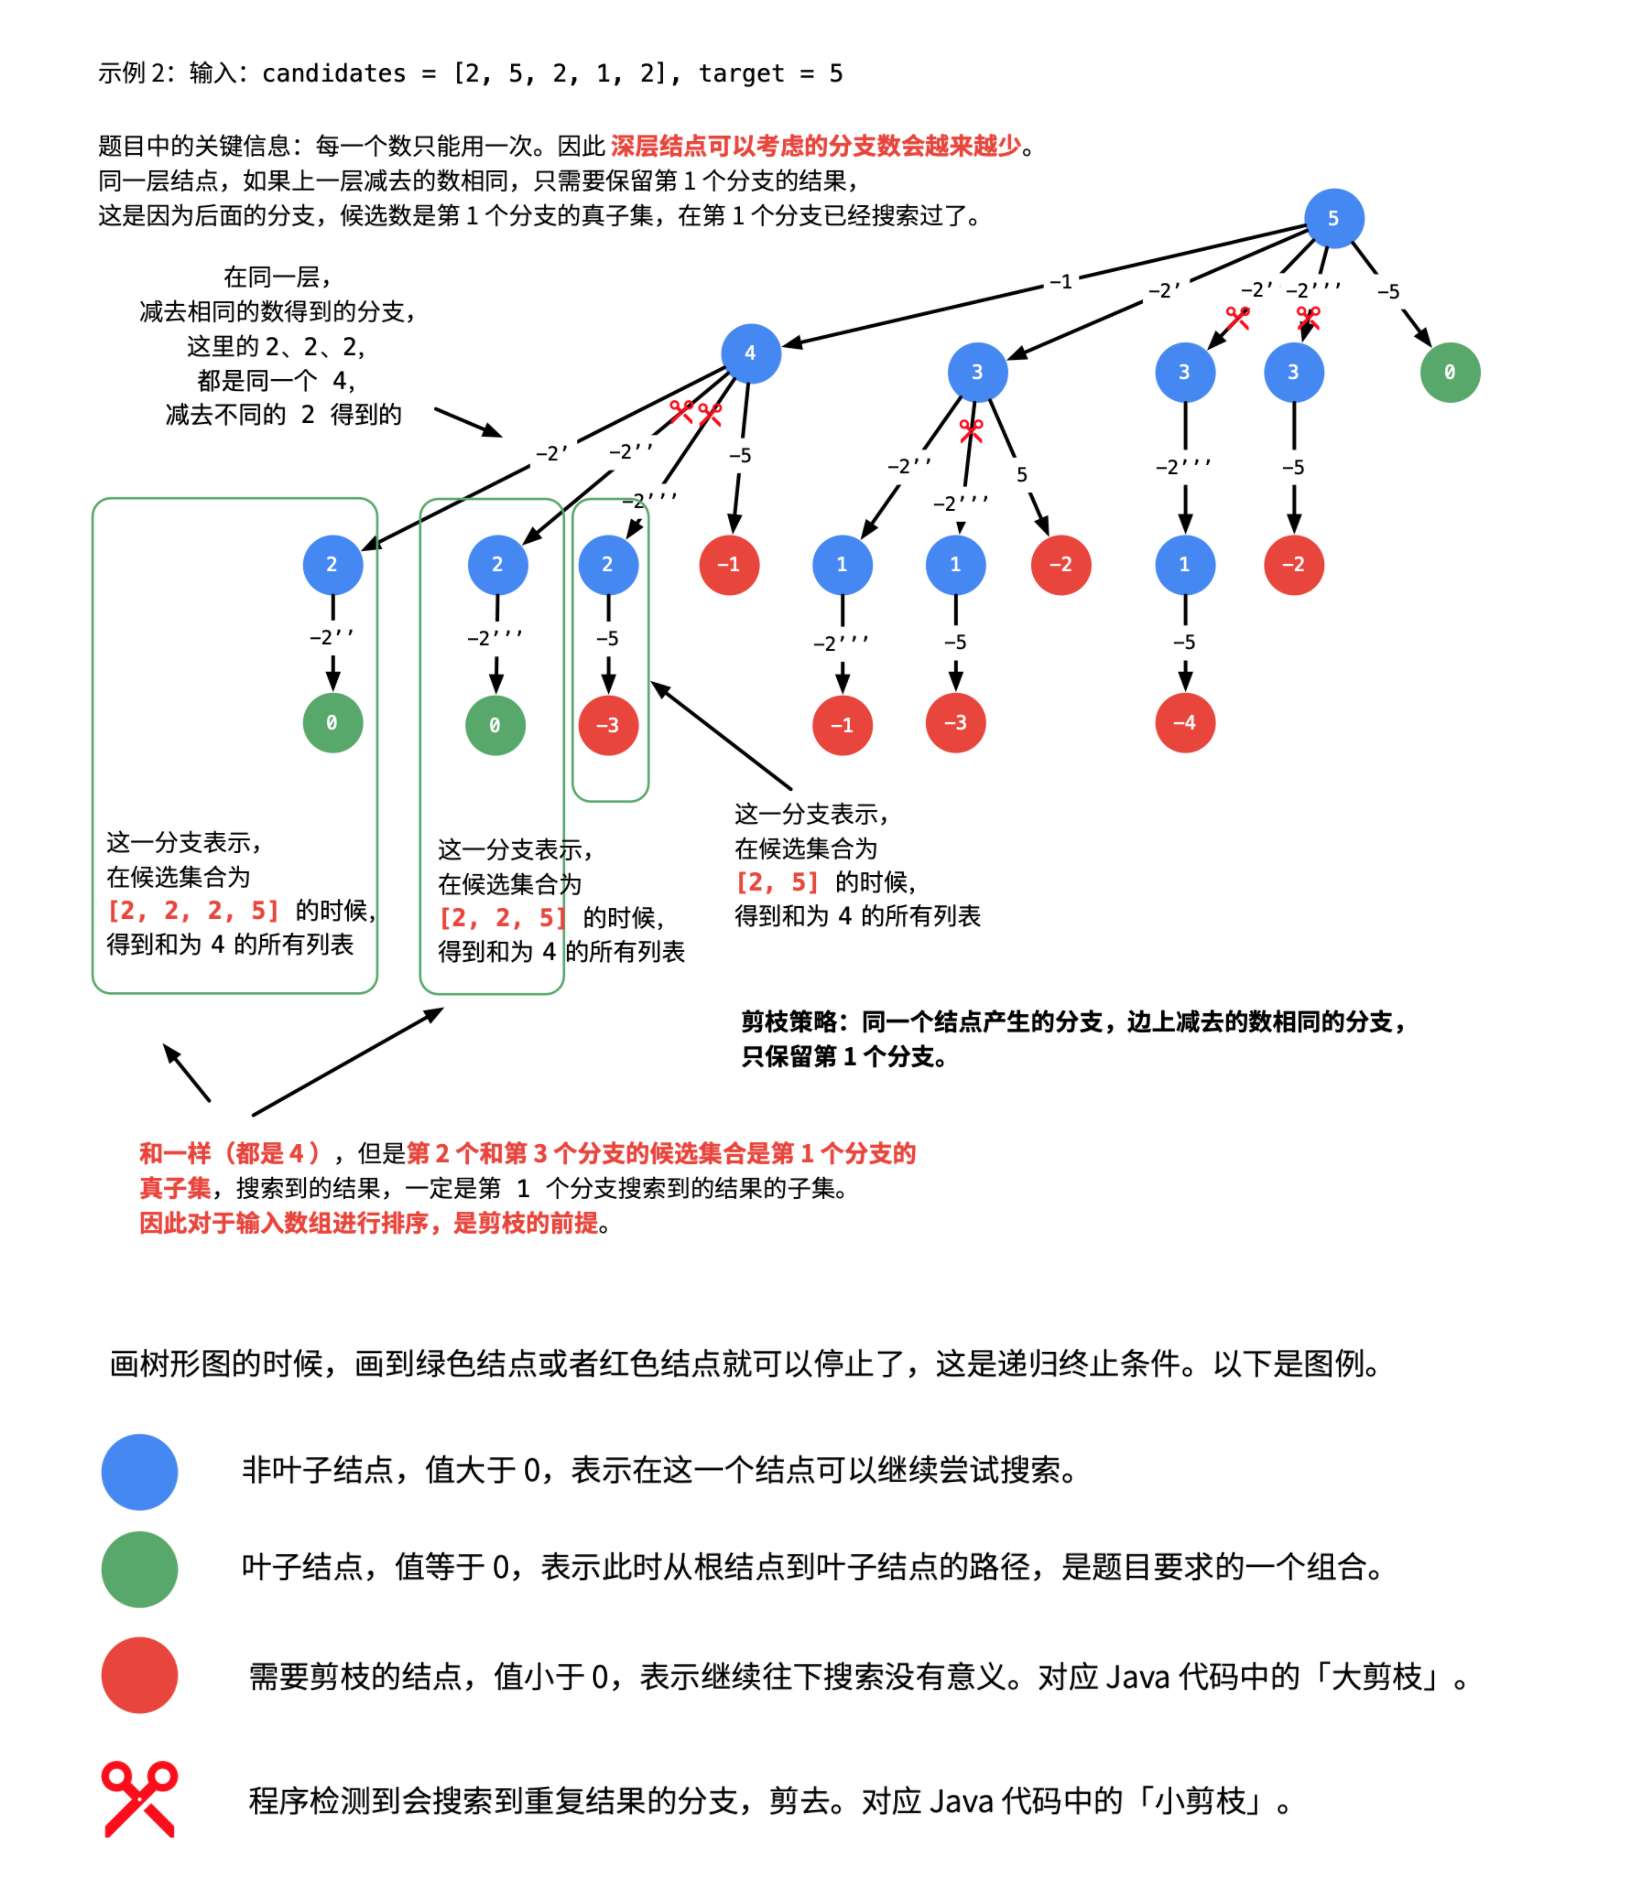 示例 2：输入：candidates = [2, 5, 2, 1, 2], target = 5
题目中的关键信息：每一个数只能用一次。因此 深层结点可以考虑的分支数会越来越少。
同一层结点，如果上一层减去的数相同，只需要保留第 1 个分支的结果，
这是因为后面的分支，候选数是第 1 个分支的真子集，在第 1 个分支已经搜索过了。
5
在同一层，
减去相同的数得到的分支，
这里的 2、2、2，
都是同一个 4，
减去不同的 2 得到的
-1
-2’
-2’
-2’’’
-5
4
3
3
3
0
-2’
-2’’
-2’’’
-5
-2’’
-2’’’
5
-2’’’
-5
2
2
2
-1
1
1
-2
1
-2
-2’’
-2’’’
-5
-2’’’
-5
-5
0
0
-3
-1
-3
-4
这一分支表示，
在候选集合为
[2, 2, 2, 5] 的时候，
得到和为 4 的所有列表
这一分支表示，
在候选集合为
[2, 2, 5] 的时候，
得到和为 4 的所有列表
这一分支表示，
在候选集合为
[2, 5] 的时候，
得到和为 4 的所有列表
剪枝策略：同一个结点产生的分支，边上减去的数相同的分支，
只保留第 1 个分支。
和一样（都是 4 ），但是第 2 个和第 3 个分支的候选集合是第 1 个分支的
真子集，搜索到的结果，一定是第 1 个分支搜索到的结果的子集。
因此对于输入数组进行排序，是剪枝的前提。
画树形图的时候，画到绿色结点或者红色结点就可以停止了，这是递归终止条件。以下是图例。
非叶子结点，值大于 0，表示在这一个结点可以继续尝试搜索。
叶子结点，值等于 0，表示此时从根结点到叶子结点的路径，是题目要求的一个组合。
需要剪枝的结点，值小于 0，表示继续往下搜索没有意义。对应 Java 代码中的「大剪枝」。
程序检测到会搜索到重复结果的分支，剪去。对应 Java 代码中的「小剪枝」。